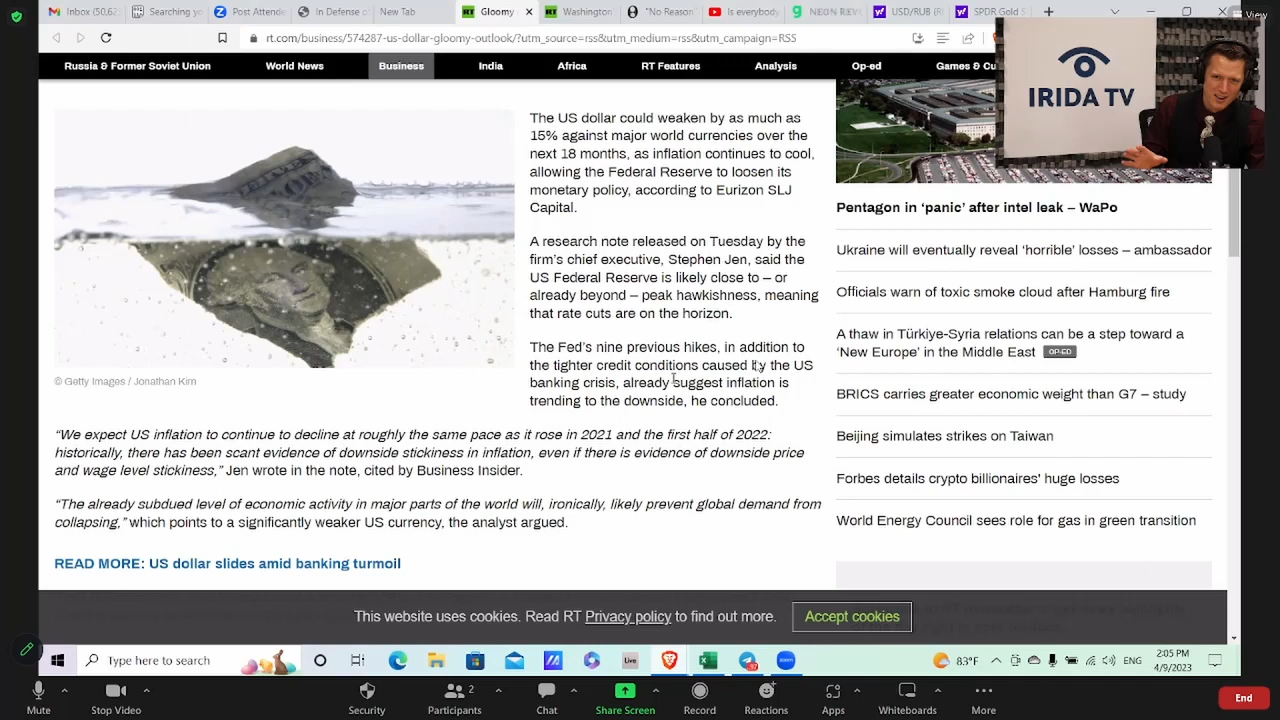 Inbox (50,62
Searching yo
Post Attende
In Defense c
New Tab
Gloomy
Washington
"No Reason
Is everybody
NEON REV
USD/RUB (R
SPDR Gold S
View
rt.com/business/574287-us-dollar-gloomy-outlook/?utm_source=rss&utm_medium=rss&utm_campaign=RSS
Russia & Former Soviet Union
World News
Business
India
Africa
RT Features
Analysis
Op-ed
Games & Cu
IRIDA TV
The US dollar could weaken by as much as
15% against major world currencies over the
next 18 months, as inflation continues to cool,
allowing the Federal Reserve to loosen its
monetary policy, according to Eurizon SLJ
Capital.
A research note released on Tuesday by the
firm's chief executive, Stephen Jen, said the
US Federal Reserve is likely close to – or
already beyond – peak hawkishness, meaning
that rate cuts are on the horizon.
The Fed's nine previous hikes, in addition to
the tighter credit conditions caused by the US
banking crisis, already suggest inflation is
trending to the downside, he concluded.
© Getty Images / Jonathan Kirn
"We expect US inflation to continue to decline at roughly the same pace as it rose in 2021 and the first half of 2022:
historically, there has been scant evidence of downside stickiness in inflation, even if there is evidence of downside price
and wage level stickiness," Jen wrote in the note, cited by Business Insider.
"The already subdued level of economic activity in major parts of the world will, ironically, likely prevent global demand from
collapsing," which points to a significantly weaker US currency, the analyst argued.
READ MORE: US dollar slides amid banking turmoil
Pentagon in 'panic' after intel leak – WaPo
Ukraine will eventually reveal 'horrible' losses – ambassador
Officials warn of toxic smoke cloud after Hamburg fire
A thaw in Türkiye-Syria relations can be a step toward a
'New Europe' in the Middle East OP-ED
BRICS carries greater economic weight than G7 – study
Beijing simulates strikes on Taiwan
Forbes details crypto billionaires' huge losses
World Energy Council sees role for gas in green transition
This website uses cookies. Read RT Privacy policy to find out more.
Accept cookies
Type here to search
Live
zoom
83°F
ENG
2:05 PM
4/9/2023
Mute
Stop Video
Security
Participants
2
Chat
Share Screen
Record
Reactions
Apps
Whiteboards
More
End